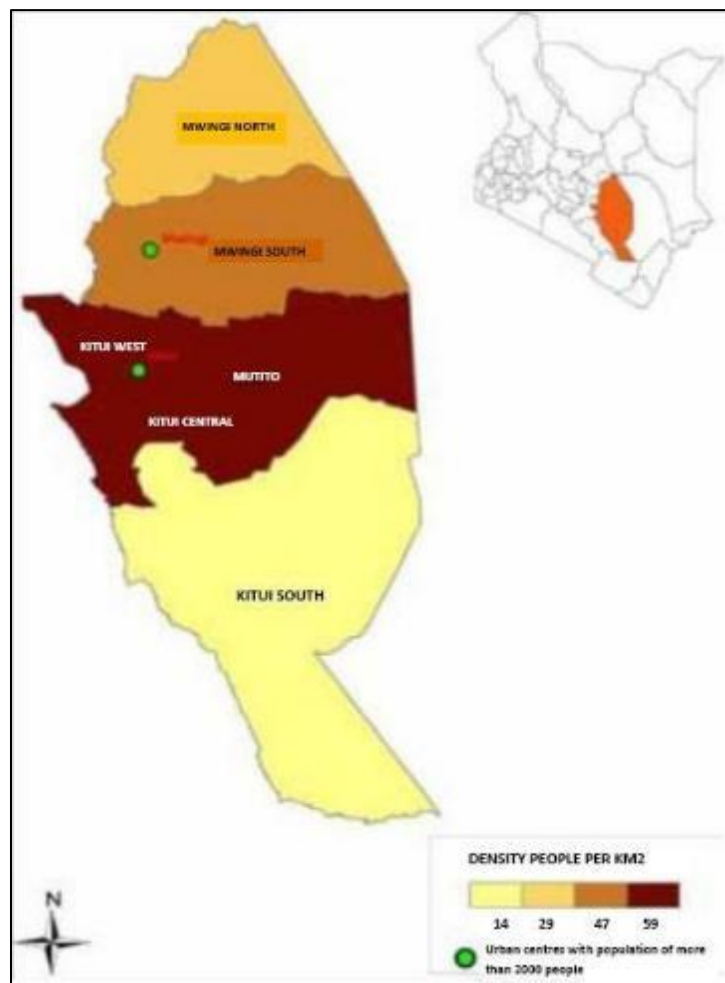 MWINGI NORTH
MWINGI SOUTH
KITUI WEST
MUTITO
KITUI CENTRAL
KITUI SOUTH
DENSITY PEOPLE PER KM2
14 29 47 59
Urban centres with population of more
than 2000 people
N